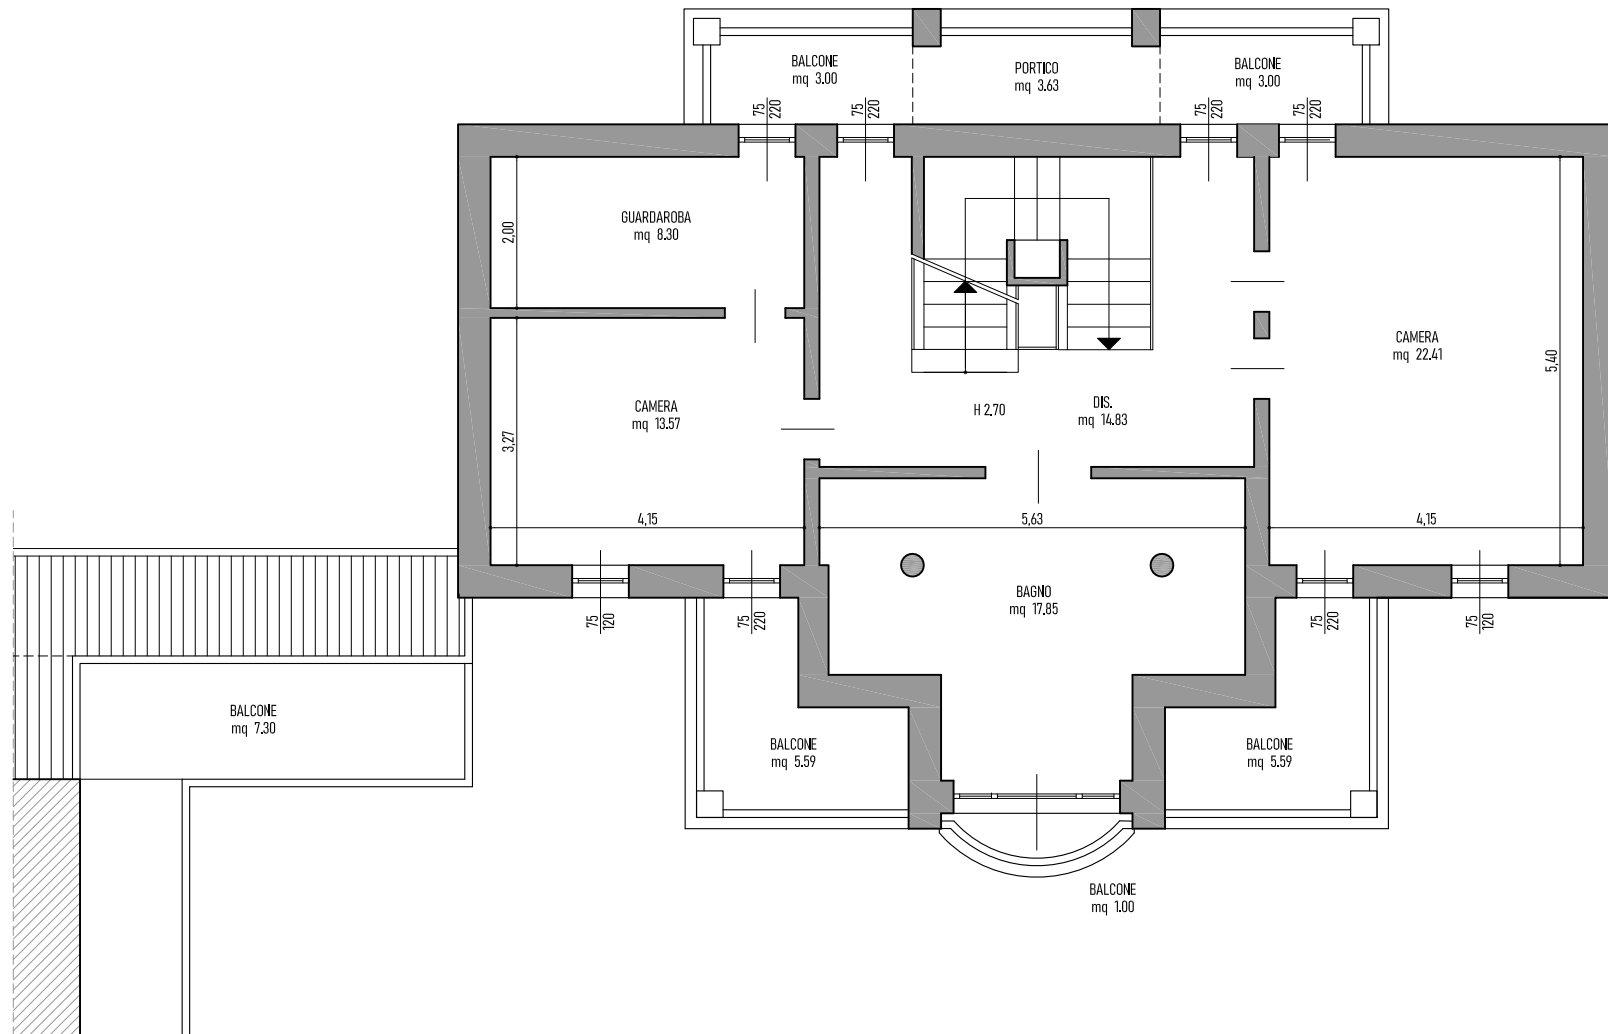 BALCONE
mq 3.00
PORTICO
mq 3.63
BALCONE
mq 3.00
75
220
75
220
75
220
75
220
GUARDAROBA
mq 8.30
2,00
CAMERA
mq 22.41
5,40
CAMERA
mq 13.57
3,27
H 2.70
DIS.
mq 14.83
4,15
5,63
4,15
BAGNO
mq 17.85
75
120
75
220
75
220
75
120
BALCONE
mq 7.30
BALCONE
mq 5.59
BALCONE
mq 5.59
BALCONE
mq 1.00